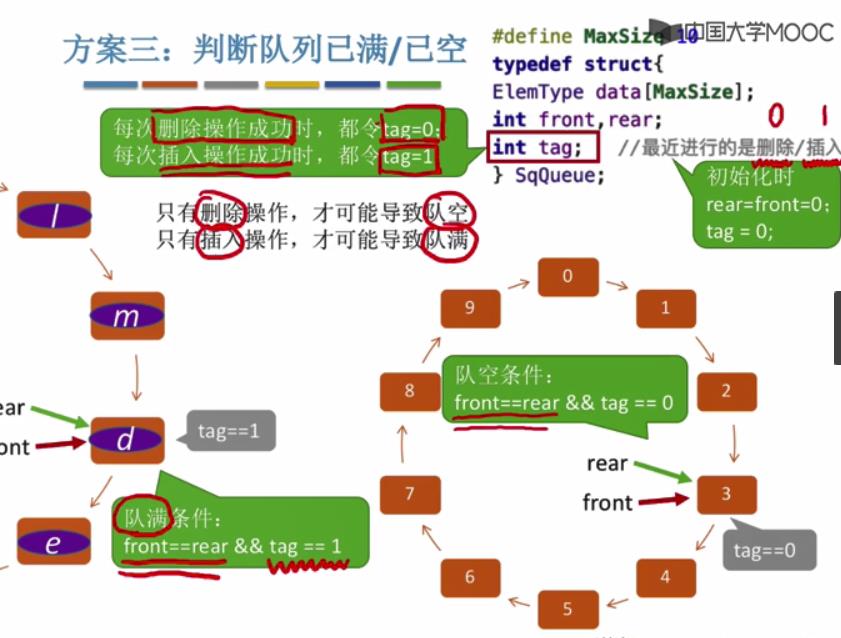 方案三：判断队列已满/已空
中国大学MOOC
#define MaxSize 10
typedef struct{
ElemType data[MaxSize];
int front,rear;
0 1
int tag; //最近进行的是删除/插入
} SqQueue;
每次删除操作成功时，都令tag=0；
每次插入操作成功时，都令tag=1
只有删除操作，才可能导致队空
只有插入操作，才可能导致队满
初始化时
rear=front=0；
tag = 0;
l
m
d
e
ear
ont
tag==1
队满条件：
front==rear && tag == 1
0
1
2
3
4
5
6
7
8
9
队空条件：
front==rear && tag == 0
rear
front
tag==0